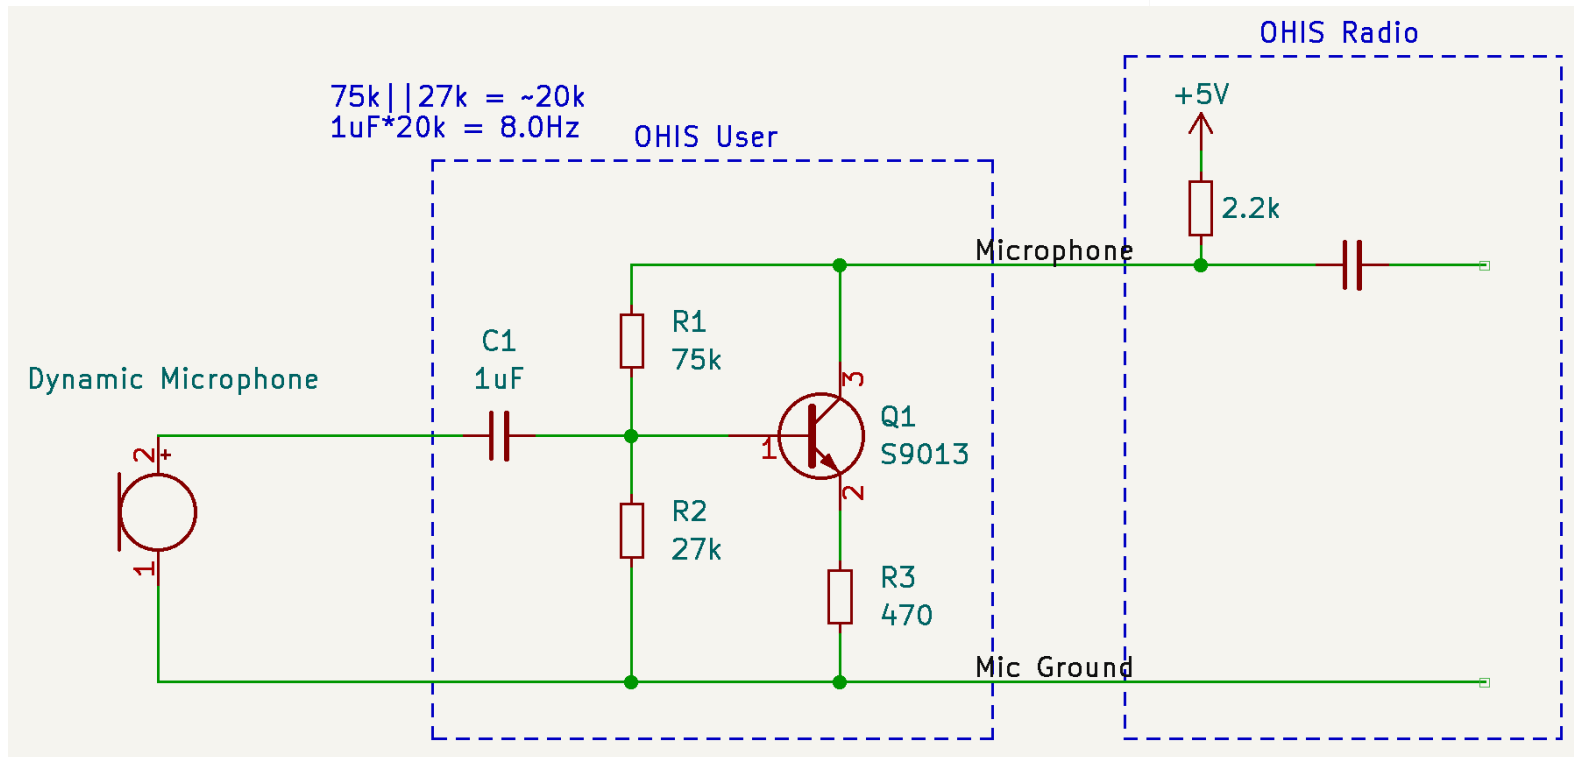 OHIS Radio
75k||27k = ~20k
1uF*20k = 8.0Hz
OHIS User
+5V
2.2k
Microphone
R1
75k
C1
1uF
Dynamic Microphone
3
Q1
S9013
1
2
2
+
1
R2
27k
R3
470
Mic Ground